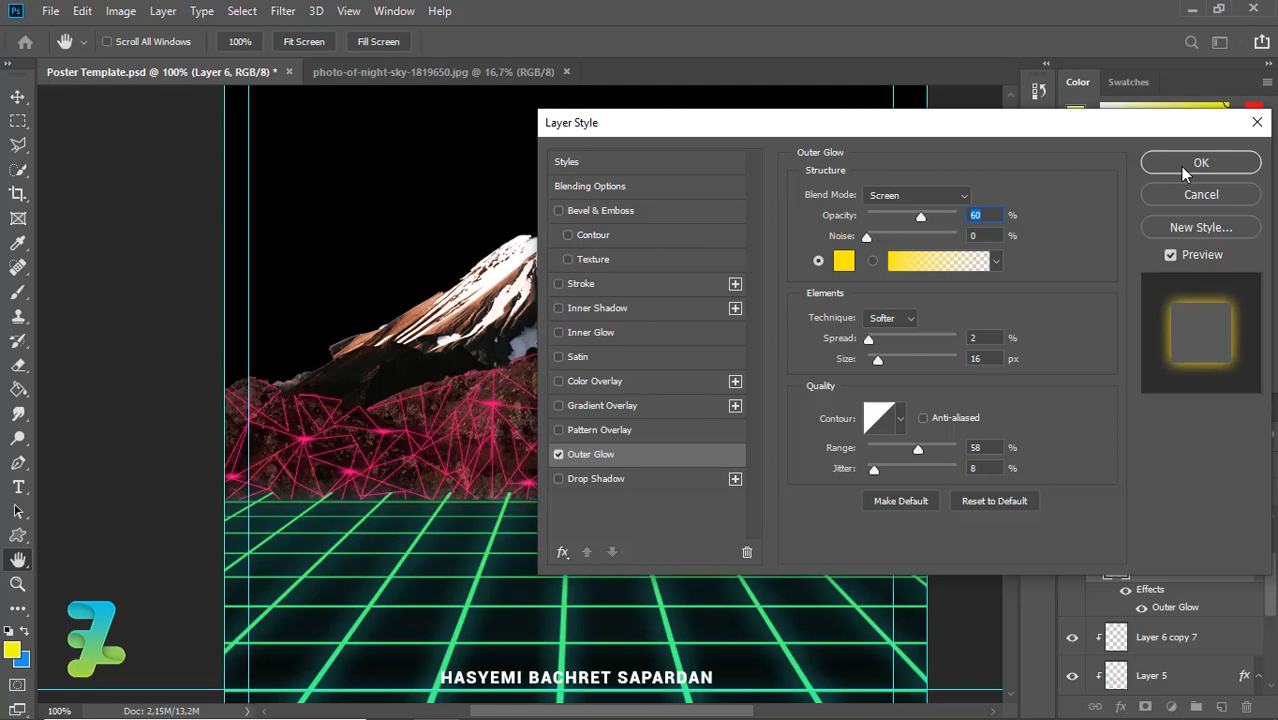 Ps File Edit Image Layer Type Select Filter 3D View Window Help
Scroll All Windows 100% Fit Screen Fill Screen
Poster Template.psd @ 100% (Layer 6, RGB/8) * photo-of-night-sky-1819650.jpg @ 16,7% (RGB/8)
Color Swatches
Layer Style
Styles
Blending Options
Bevel & Emboss
Contour
Texture
Stroke
Inner Shadow
Inner Glow
Satin
Color Overlay
Gradient Overlay
Pattern Overlay
Outer Glow
Drop Shadow
fx
Outer Glow
Structure
Blend Mode: Screen
Opacity: 60 %
Noise: 0 %
Elements
Technique: Softer
Spread: 2 %
Size: 16 px
Quality
Contour: Anti-aliased
Range: 58 %
Jitter: 8 %
Make Default Reset to Default
OK
Cancel
New Style...
Preview
Effects
Outer Glow
Layer 6 copy 7
Layer 5 fx
HASYEMI BACHRET SAPARDAN
100% Doc: 2,15M/13,2M
fx